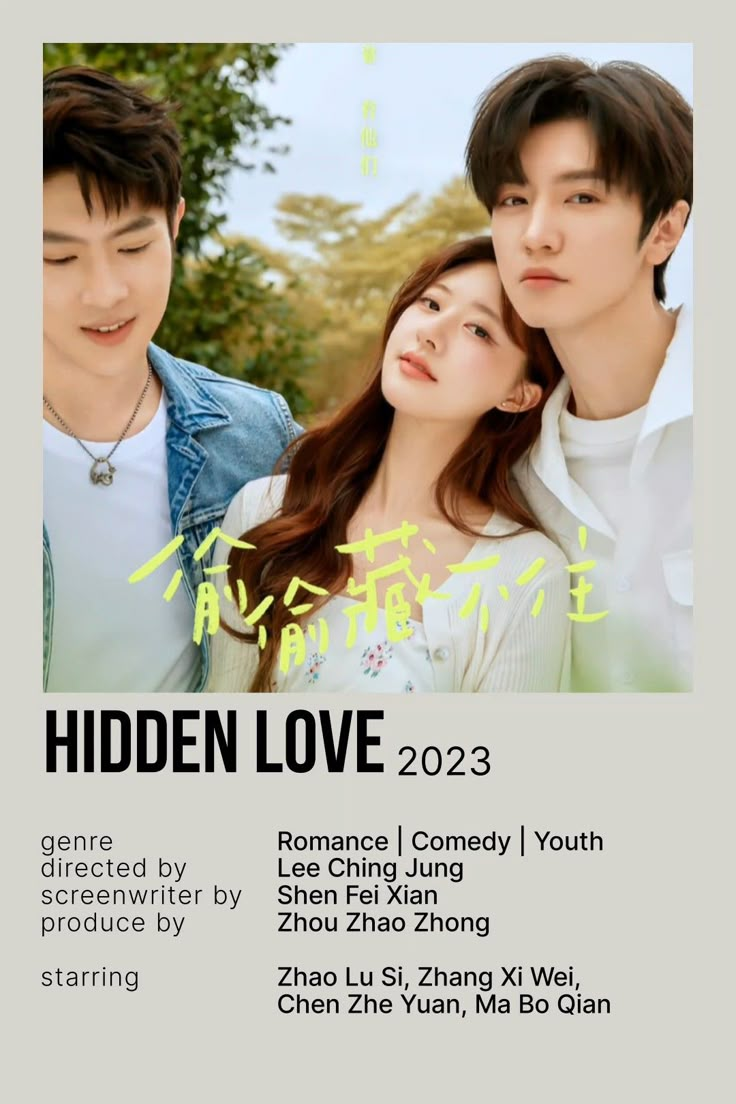 偷偷藏不住
HIDDEN LOVE 2023
genre Romance | Comedy | Youth
directed by Lee Ching Jung
screenwriter by Shen Fei Xian
produce by Zhou Zhao Zhong
starring Zhao Lu Si, Zhang Xi Wei,
Chen Zhe Yuan, Ma Bo Qian